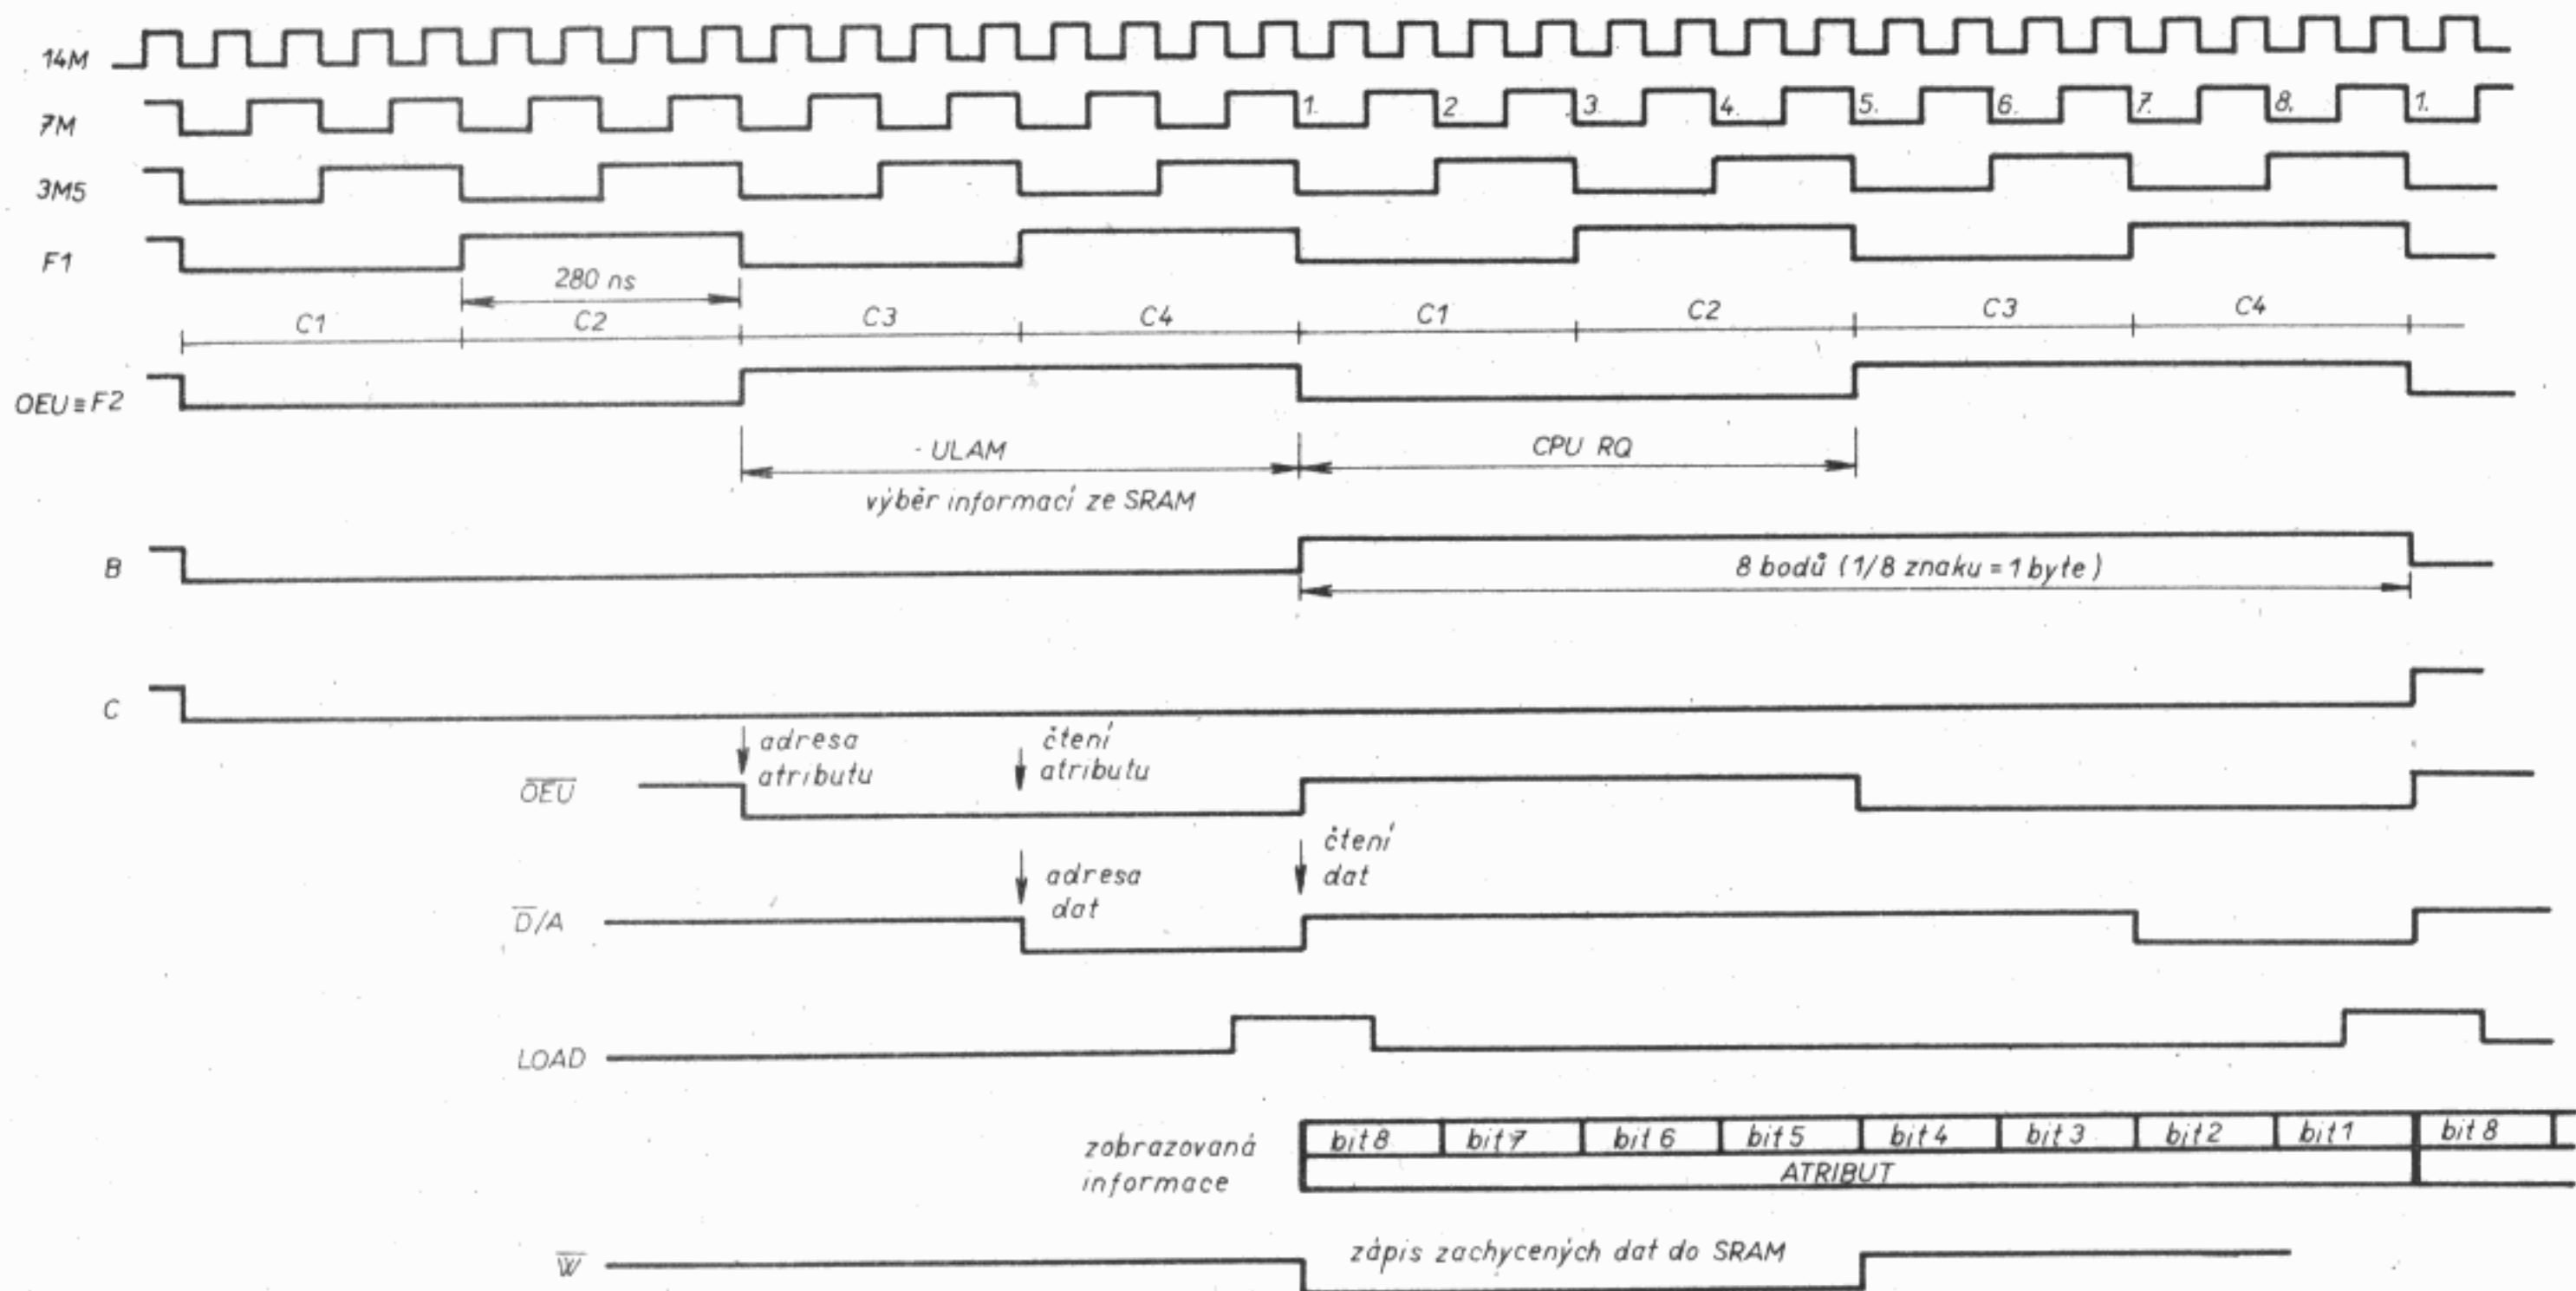 14M
7M
1. 2. 3. 4. 5. 6. 7. 8. 1.
3M5
F1
280 ns
C1 C2 C3 C4 C1 C2 C3 C4
OEU≡F2
ULAM
CPU RQ
výběr informací ze SRAM
B
8 bodů (1/8 znaku = 1 byte)
C
adresa
atributu
čtení
atributu
O̅E̅U̅
čtení
dat
adresa
dat
D̅/A
LOAD
zobrazovaná
informace
bit 8 bit 7 bit 6 bit 5 bit 4 bit 3 bit 2 bit 1 bit 8
ATRIBUT
W̅
zápis zachycených dat do SRAM